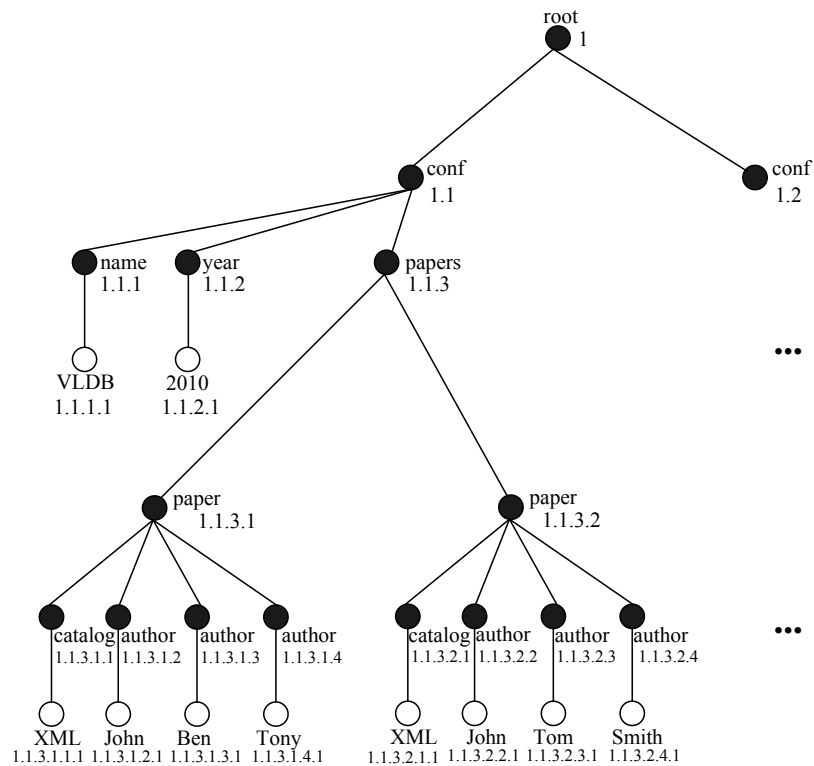 root
1
conf
1.1
conf
1.2
name
1.1.1
year
1.1.2
papers
1.1.3
...
VLDB
1.1.1.1
2010
1.1.2.1
paper
1.1.3.1
paper
1.1.3.2
catalog author author author
1.1.3.1.1 1.1.3.1.2 1.1.3.1.3 1.1.3.1.4
catalog author author author
1.1.3.2.1 1.1.3.2.2 1.1.3.2.3 1.1.3.2.4
...
XML John Ben Tony
1.1.3.1.1.1 1.1.3.1.2.1 1.1.3.1.3.1 1.1.3.1.4.1
XML John Tom Smith
1.1.3.2.1.1 1.1.3.2.2.1 1.1.3.2.3.1 1.1.3.2.4.1